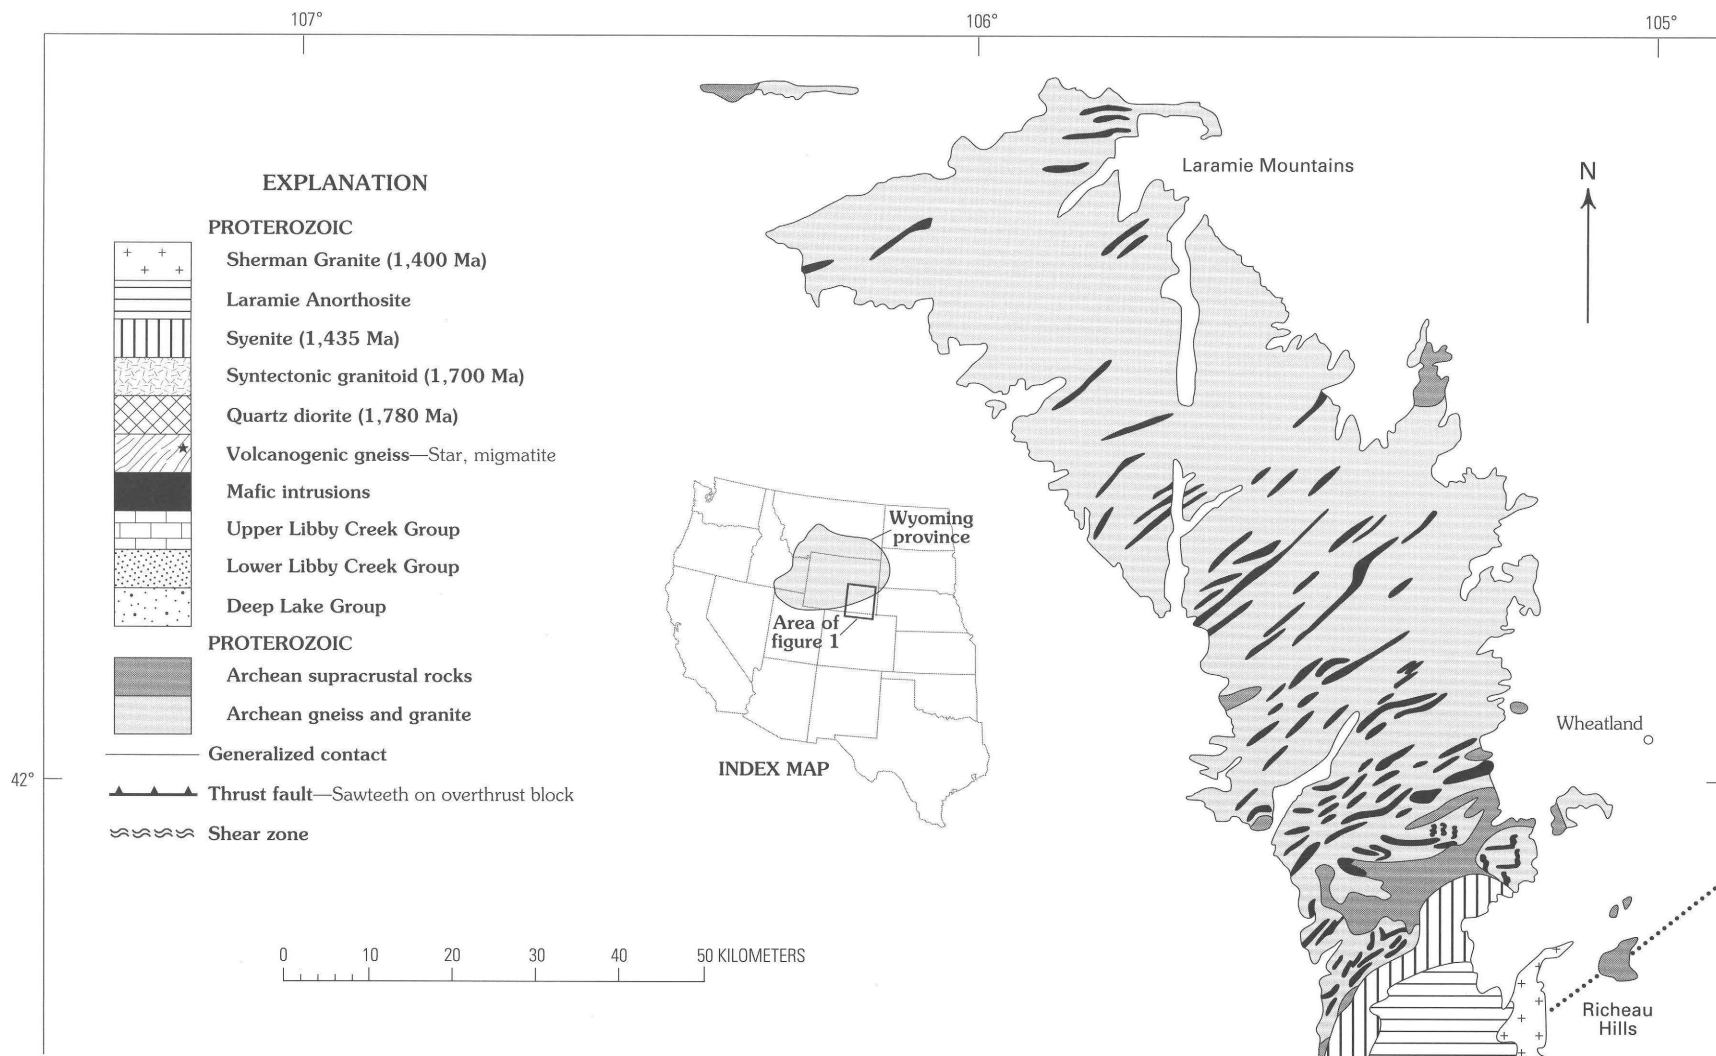 107°
106°
105°
Laramie Mountains
N
EXPLANATION
PROTEROZOIC
Sherman Granite (1,400 Ma)
Laramie Anorthosite
Syenite (1,435 Ma)
Syntectonic granitoid (1,700 Ma)
Quartz diorite (1,780 Ma)
Volcanogenic gneiss—Star, migmatite
Mafic intrusions
Upper Libby Creek Group
Lower Libby Creek Group
Deep Lake Group
PROTEROZOIC
Archean supracrustal rocks
Archean gneiss and granite
Generalized contact
Thrust fault—Sawteeth on overthrust block
Shear zone
Wyoming
province
Area of
figure 1
INDEX MAP
Wheatland
42°
0 10 20 30 40 50 KILOMETERS
Richeau
Hills